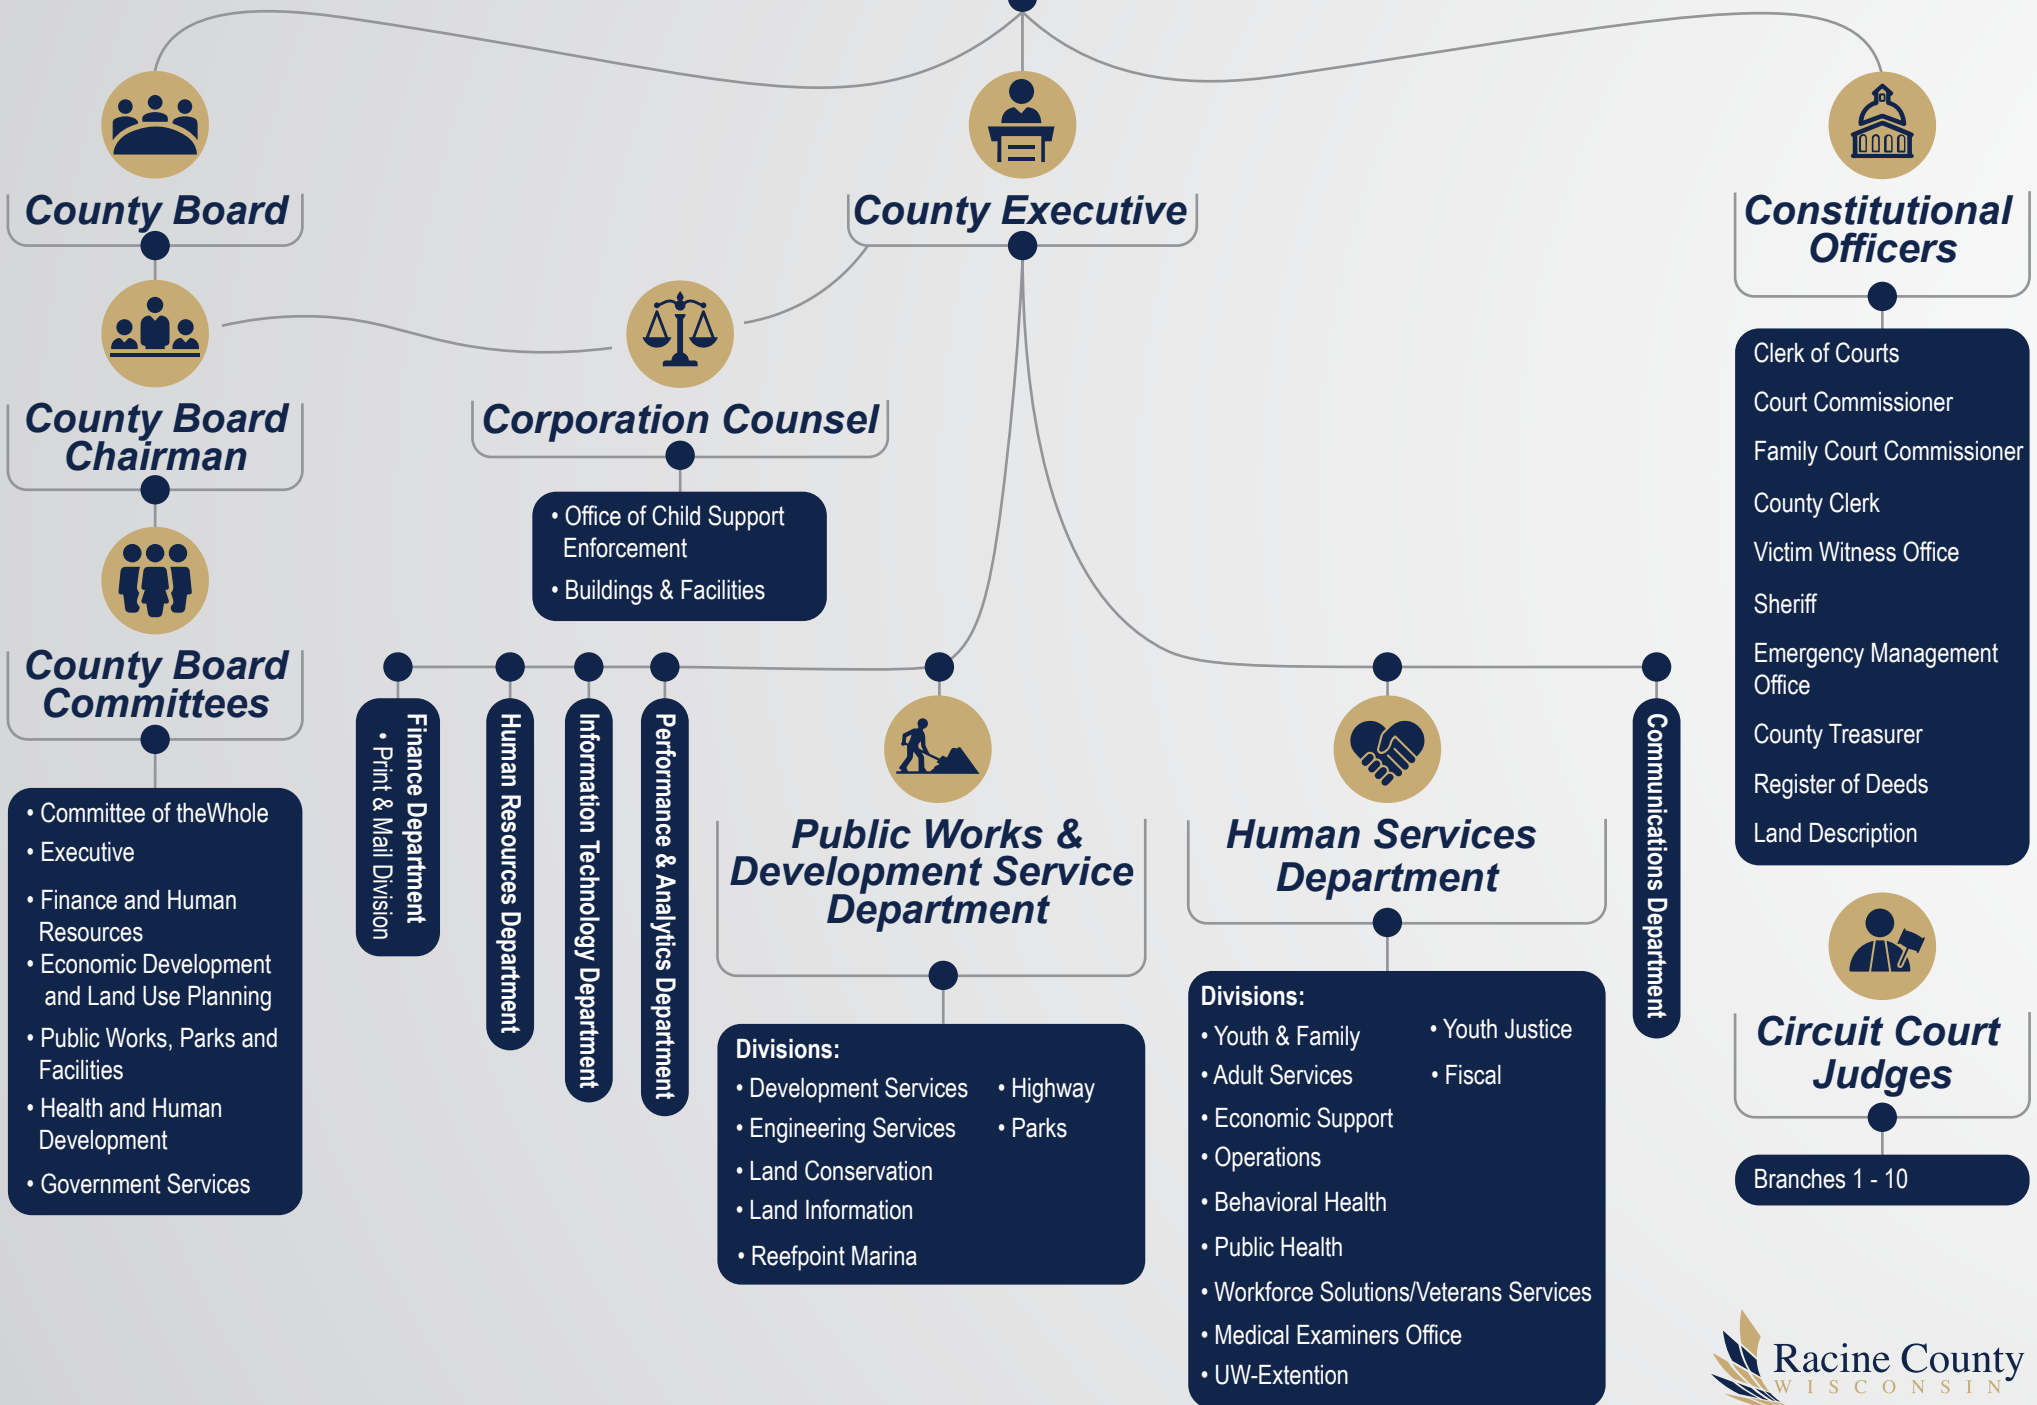 County Board
County Executive
Constitutional
Officers
County Board
Chairman
Corporation Counsel
• Office of Child Support
Enforcement
• Buildings & Facilities
County Board
Committees
• Committee of theWhole
• Executive
• Finance and Human
Resources
• Economic Development
and Land Use Planning
• Public Works, Parks and
Facilities
• Health and Human
Development
• Government Services
Finance Department
• Print & Mail Division
Human Resources Department
Information Technology Department
Performance & Analytics Department
Public Works &
Development Service
Department
Divisions:
• Development Services
• Engineering Services
• Land Conservation
• Land Information
• Reefpoint Marina
• Highway
• Parks
Human Services
Department
Divisions:
• Youth & Family
• Adult Services
• Economic Support
• Operations
• Behavioral Health
• Public Health
• Workforce Solutions/Veterans Services
• Medical Examiners Office
• UW-Extention
• Youth Justice
• Fiscal
Communications Department
Clerk of Courts
Court Commissioner
Family Court Commissioner
County Clerk
Victim Witness Office
Sheriff
Emergency Management
Office
County Treasurer
Register of Deeds
Land Description
Circuit Court
Judges
Branches 1 - 10
Racine County
WISCONSIN